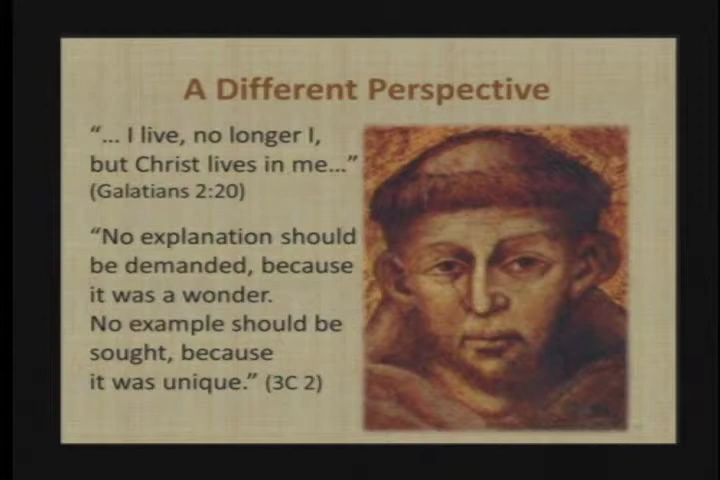 A Different Perspective
“... I live, no longer I,
but Christ lives in me...”
(Galatians 2:20)
“No explanation should
be demanded, because
it was a wonder.
No example should be
sought, because
it was unique.” (3C 2)